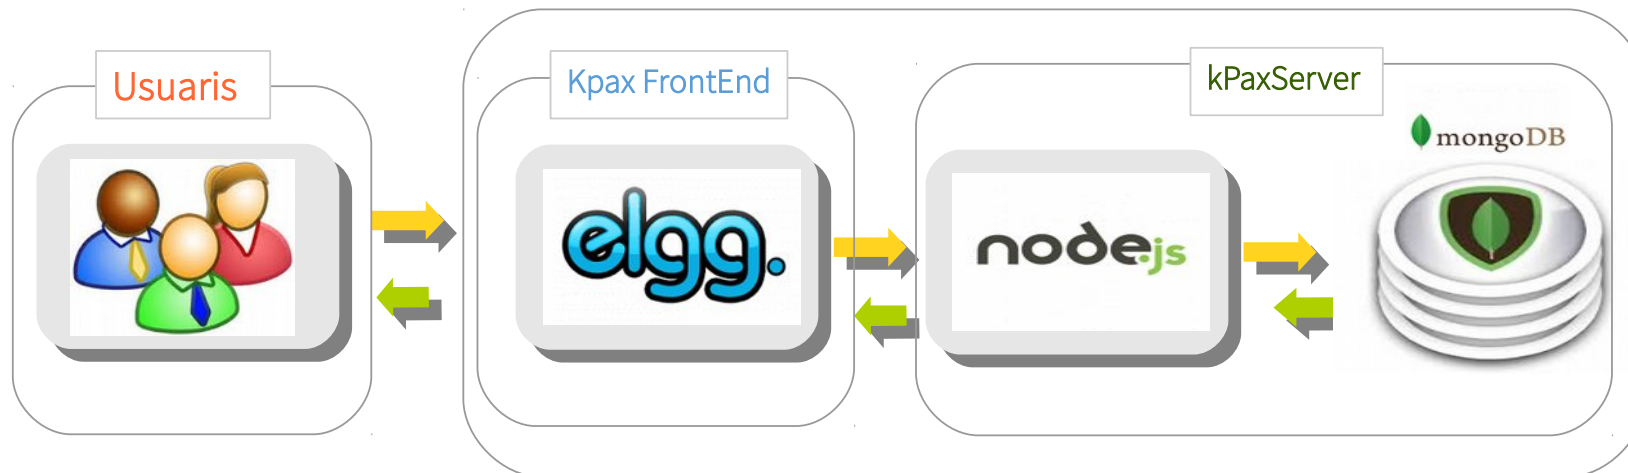 Usuaris
Kpax FrontEnd
kPaxServer
mongoDB
elgg.
node.js